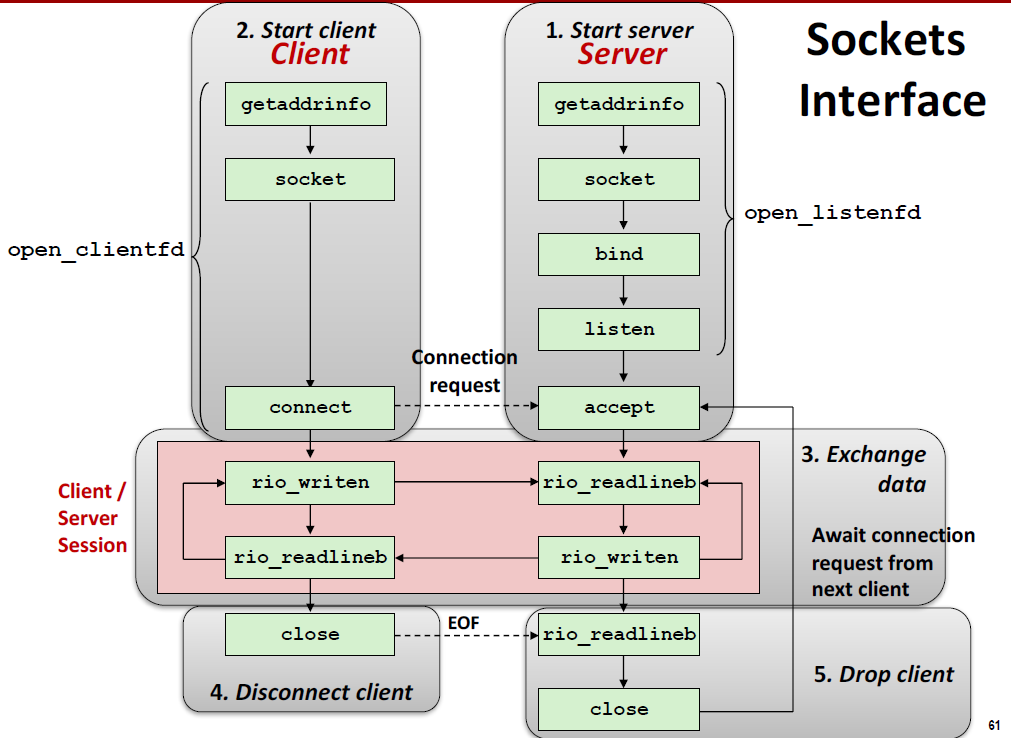 Sockets
Interface
2. Start client
Client
getaddrinfo
socket
open_clientfd
connect
1. Start server
Server
getaddrinfo
socket
bind
listen
open_listenfd
Connection
request
accept
3. Exchange
data
Client /
Server
Session
rio_writen
rio_readlineb
rio_readlineb
rio_writen
Await connection
request from
next client
close
EOF
rio_readlineb
4. Disconnect client
5. Drop client
close
61